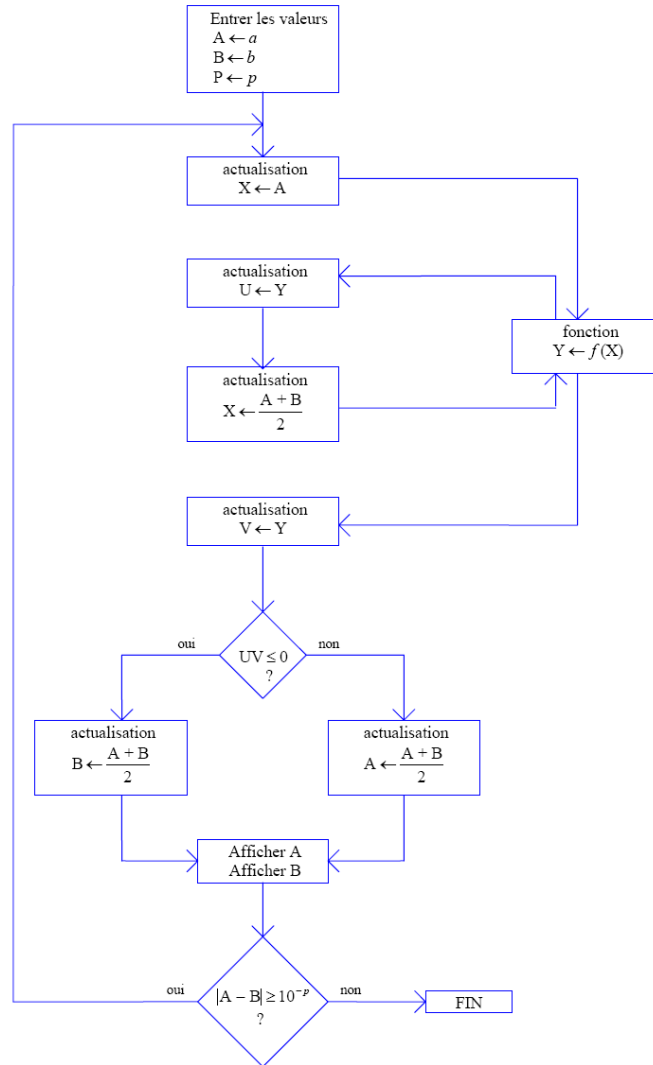 Entrer les valeurs
A ← a
B ← b
P ← p
actualisation
X ← A
actualisation
U ← Y
fonction
Y ← f(X)
actualisation
X ← (A + B)/2
actualisation
V ← Y
oui
non
UV ≤ 0
?
actualisation
B ← (A + B)/2
actualisation
A ← (A + B)/2
Afficher A
Afficher B
oui
non
|A − B| ≥ 10⁻ᵖ
?
FIN